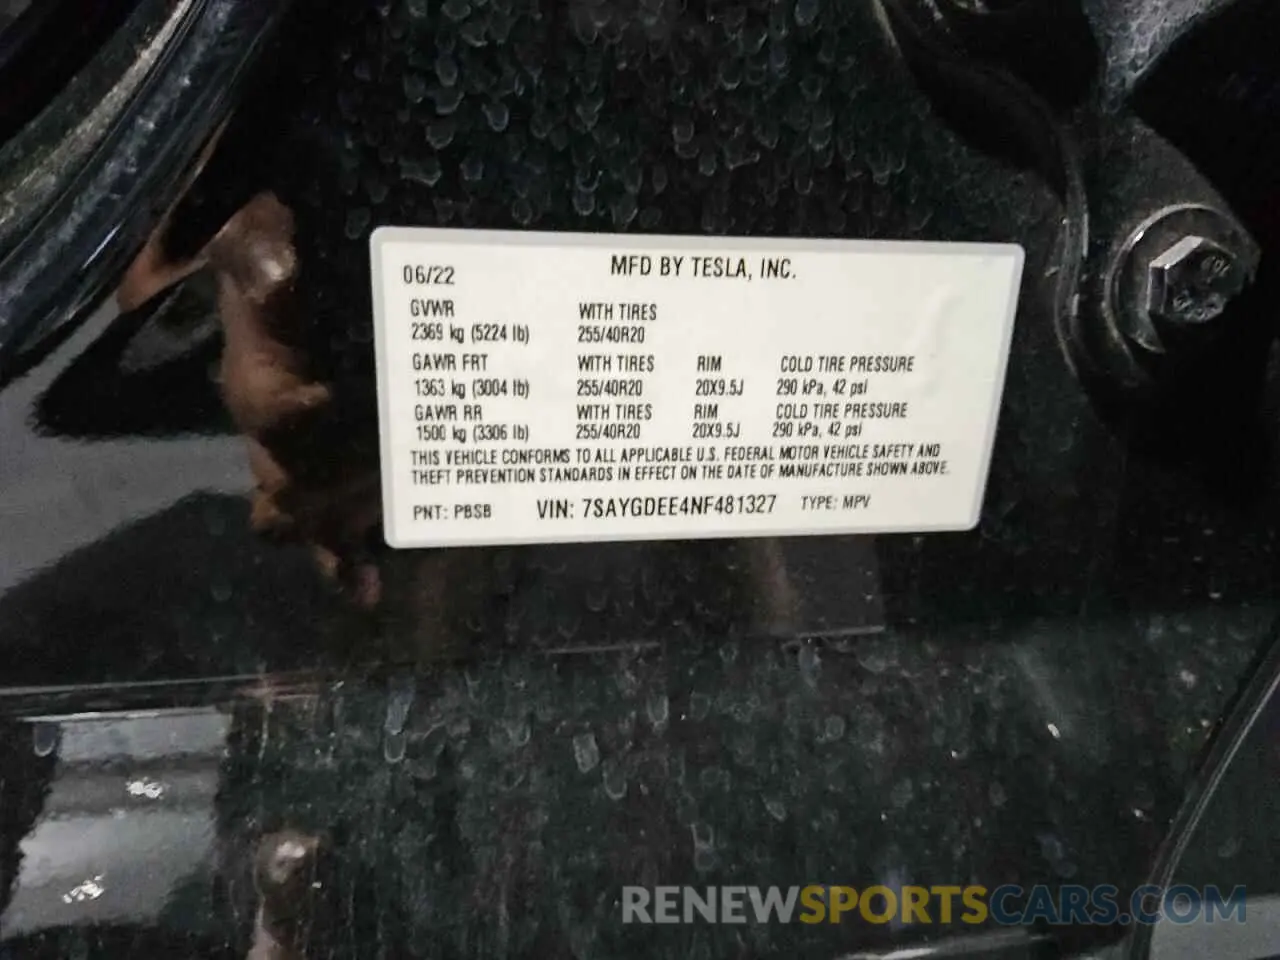 06/22 MFD BY TESLA, INC.
GVWR WITH TIRES
2369 kg (5224 lb) 255/40R20
GAWR FRT WITH TIRES RIM COLD TIRE PRESSURE
1363 kg (3004 lb) 255/40R20 20X9.5J 290 kPa, 42 psi
GAWR RR WITH TIRES RIM COLD TIRE PRESSURE
1500 kg (3306 lb) 255/40R20 20X9.5J 290 kPa, 42 psi
THIS VEHICLE CONFORMS TO ALL APPLICABLE U.S. FEDERAL MOTOR VEHICLE SAFETY AND
THEFT PREVENTION STANDARDS IN EFFECT ON THE DATE OF MANUFACTURE SHOWN ABOVE.
PNT: PBSB VIN: 7SAYGDEE4NF481327 TYPE: MPV
RENEWSPORTSCARS.COM